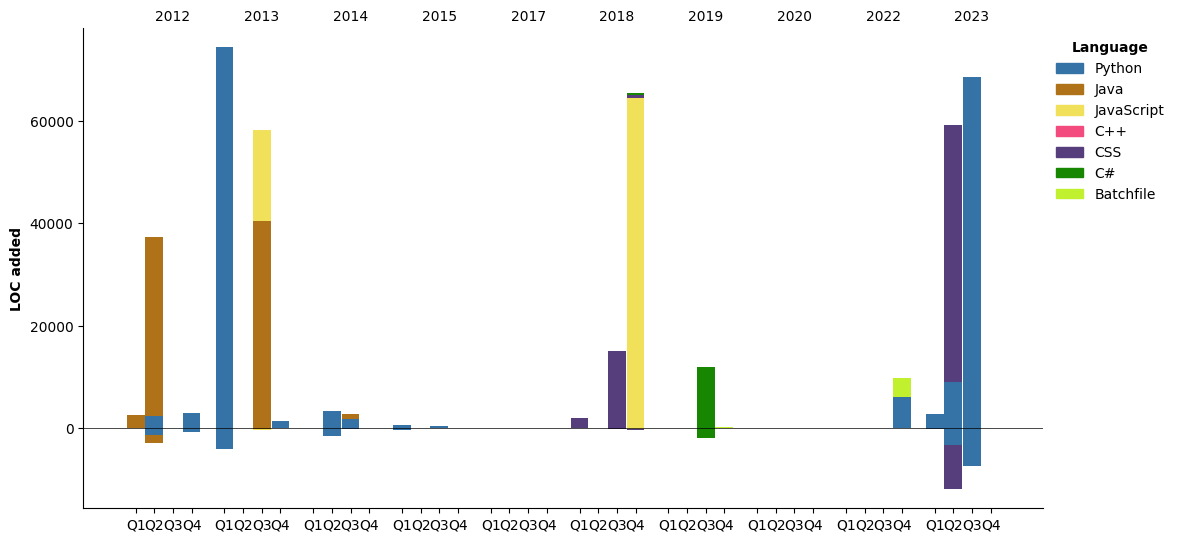 2012 2013 2014 2015 2017 2018 2019 2020 2022 2023
Language
Python
Java
JavaScript
C++
CSS
C#
Batchfile
LOC added
60000
40000
20000
0
Q1Q2Q3Q4 Q1Q2Q3Q4 Q1Q2Q3Q4 Q1Q2Q3Q4 Q1Q2Q3Q4 Q1Q2Q3Q4 Q1Q2Q3Q4 Q1Q2Q3Q4 Q1Q2Q3Q4 Q1Q2Q3Q4